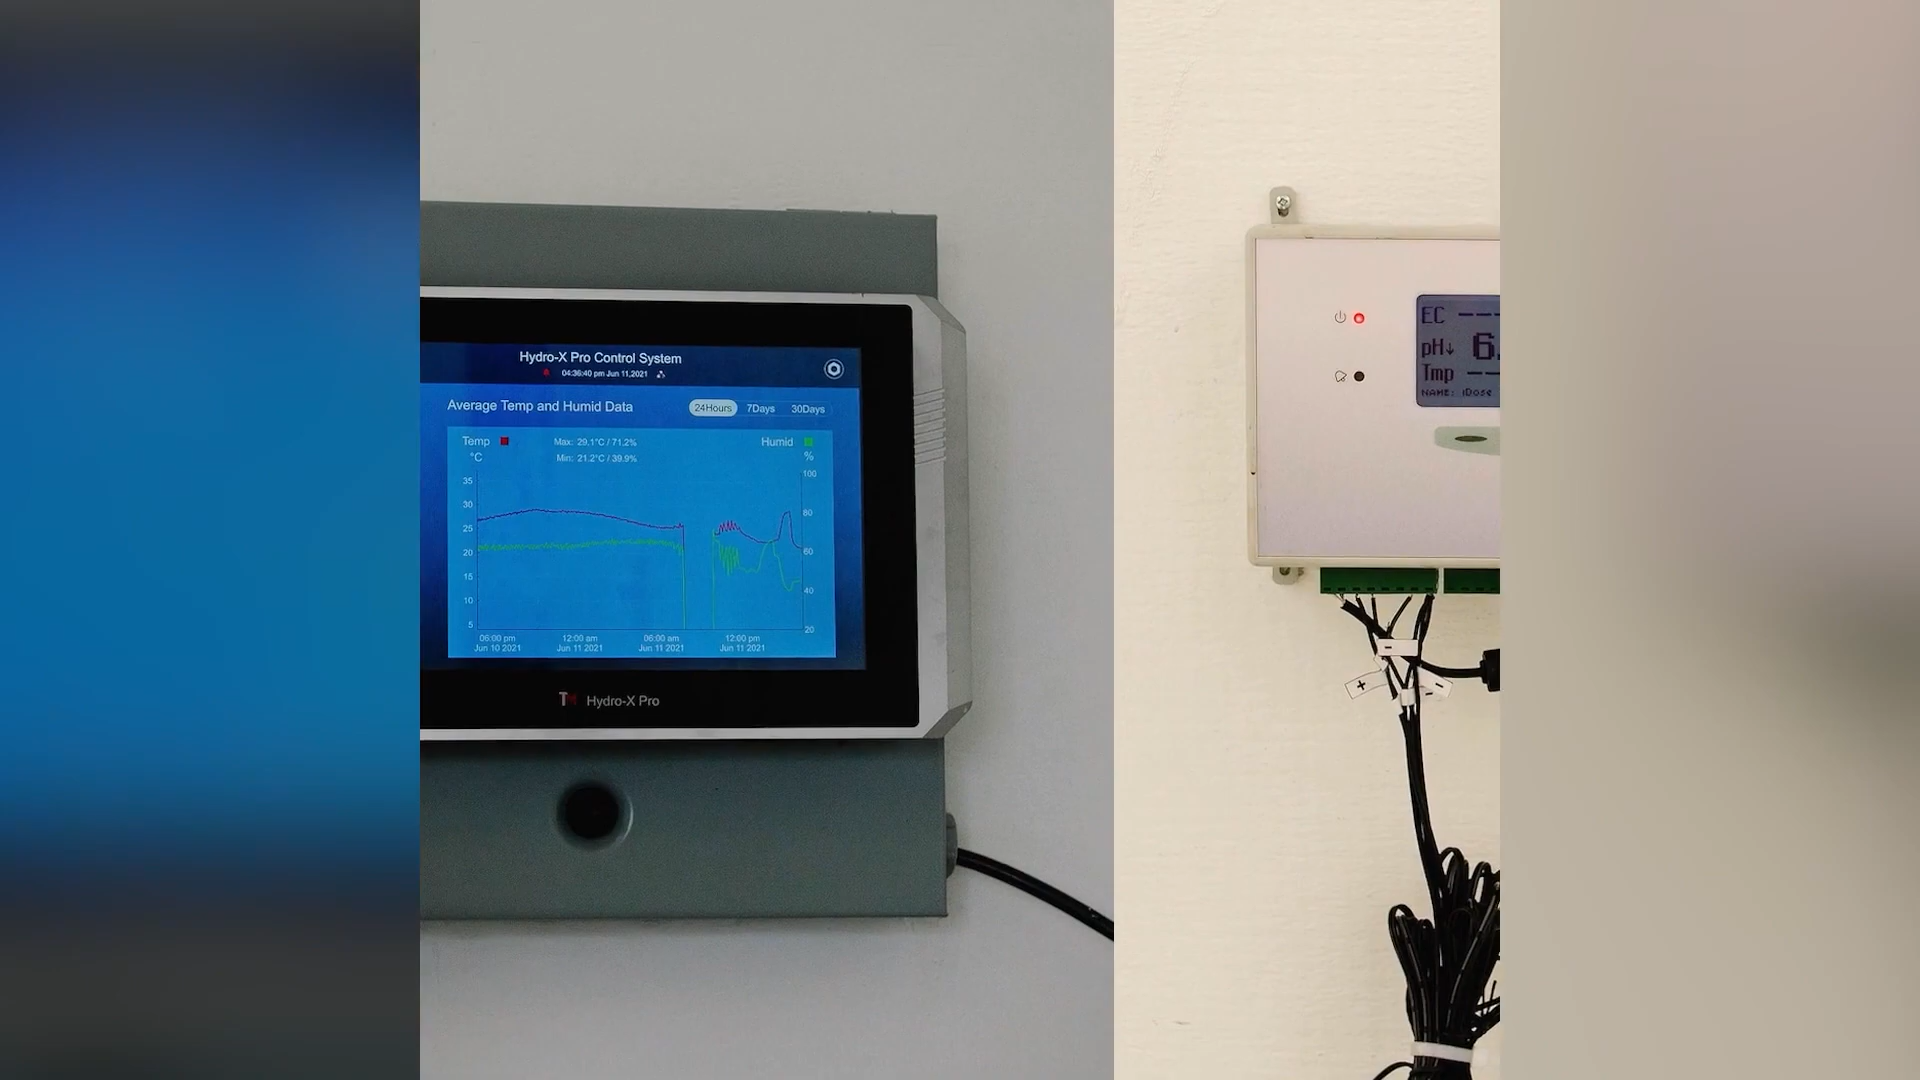 Hydro-X Pro Control System
04:36:40 pm Jun 11,2021
Average Temp and Humid Data
24Hours 7Days 30Days
Temp Max: 29.1°C / 71.2% Humid
°C Min: 21.2°C / 39.9% %
35
30
25
20
15
10
5
100
80
60
40
20
06:00 pm 12:00 am 06:00 am 12:00 pm
Jun 10 2021 Jun 11 2021 Jun 11 2021 Jun 11 2021
TM Hydro-X Pro
EC ---
pH↓ 6.
Tmp --
NAME: iDose
-
+
-
-